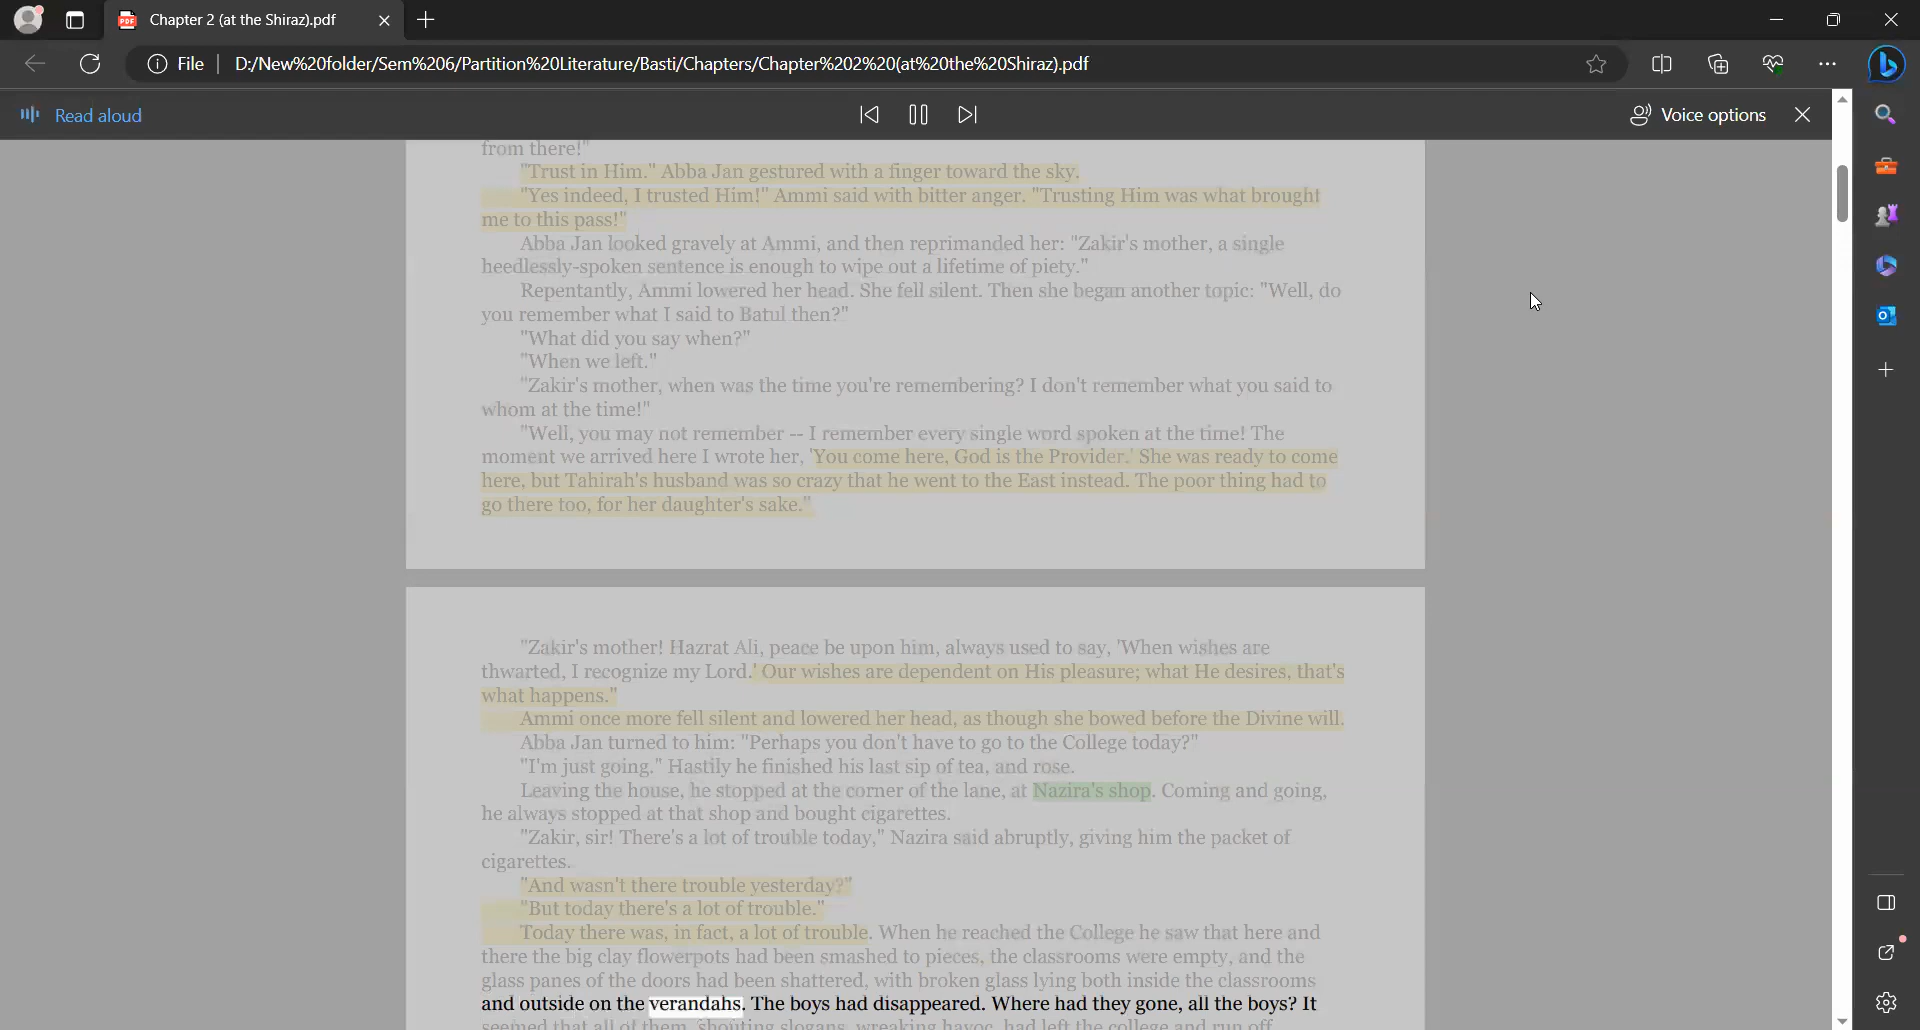 Chapter 2 (at the Shiraz).pdf
File
D:/New%20folder/Sem%206/Partition%20Literature/Basti/Chapters/Chapter%202%20(at%20the%20Shiraz).pdf
Read aloud
Voice options
from there!"
"Trust in Him." Abba Jan gestured with a finger toward the sky.
"Yes indeed, I trusted Him!" Ammi said with bitter anger. "Trusting Him was what brought
me to this pass!"
Abba Jan looked gravely at Ammi, and then reprimanded her: "Zakir's mother, a single
heedlessly-spoken sentence is enough to wipe out a lifetime of piety."
Repentantly, Ammi lowered her head. She fell silent. Then she began another topic: "Well, do
you remember what I said to Batul then?"
"What did you say when?"
"When we left."
"Zakir's mother, when was the time you're remembering? I don't remember what you said to
whom at the time!"
"Well, you may not remember -- I remember every single word spoken at the time! The
moment we arrived here I wrote her, 'You come here, God is the Provider.' She was ready to come
here, but Tahirah's husband was so crazy that he went to the East instead. The poor thing had to
go there too, for her daughter's sake."
"Zakir's mother! Hazrat Ali, peace be upon him, always used to say, 'When wishes are
thwarted, I recognize my Lord.' Our wishes are dependent on His pleasure; what He desires, that's
what happens."
Ammi once more fell silent and lowered her head, as though she bowed before the Divine will.
Abba Jan turned to him: "Perhaps you don't have to go to the College today?"
"I'm just going." Hastily he finished his last sip of tea, and rose.
Leaving the house, he stopped at the corner of the lane, at Nazira's shop. Coming and going,
he always stopped at that shop and bought cigarettes.
"Zakir, sir! There's a lot of trouble today," Nazira said abruptly, giving him the packet of
cigarettes.
"And wasn't there trouble yesterday?"
"But today there's a lot of trouble."
Today there was, in fact, a lot of trouble. When he reached the College he saw that here and
there the big clay flowerpots had been smashed to pieces, the classrooms were empty, and the
glass panes of the doors had been shattered, with broken glass lying both inside the classrooms
and outside on the verandahs. The boys had disappeared. Where had they gone, all the boys? It
seemed that all of them, shouting slogans, wreaking havoc, had left the college and run off